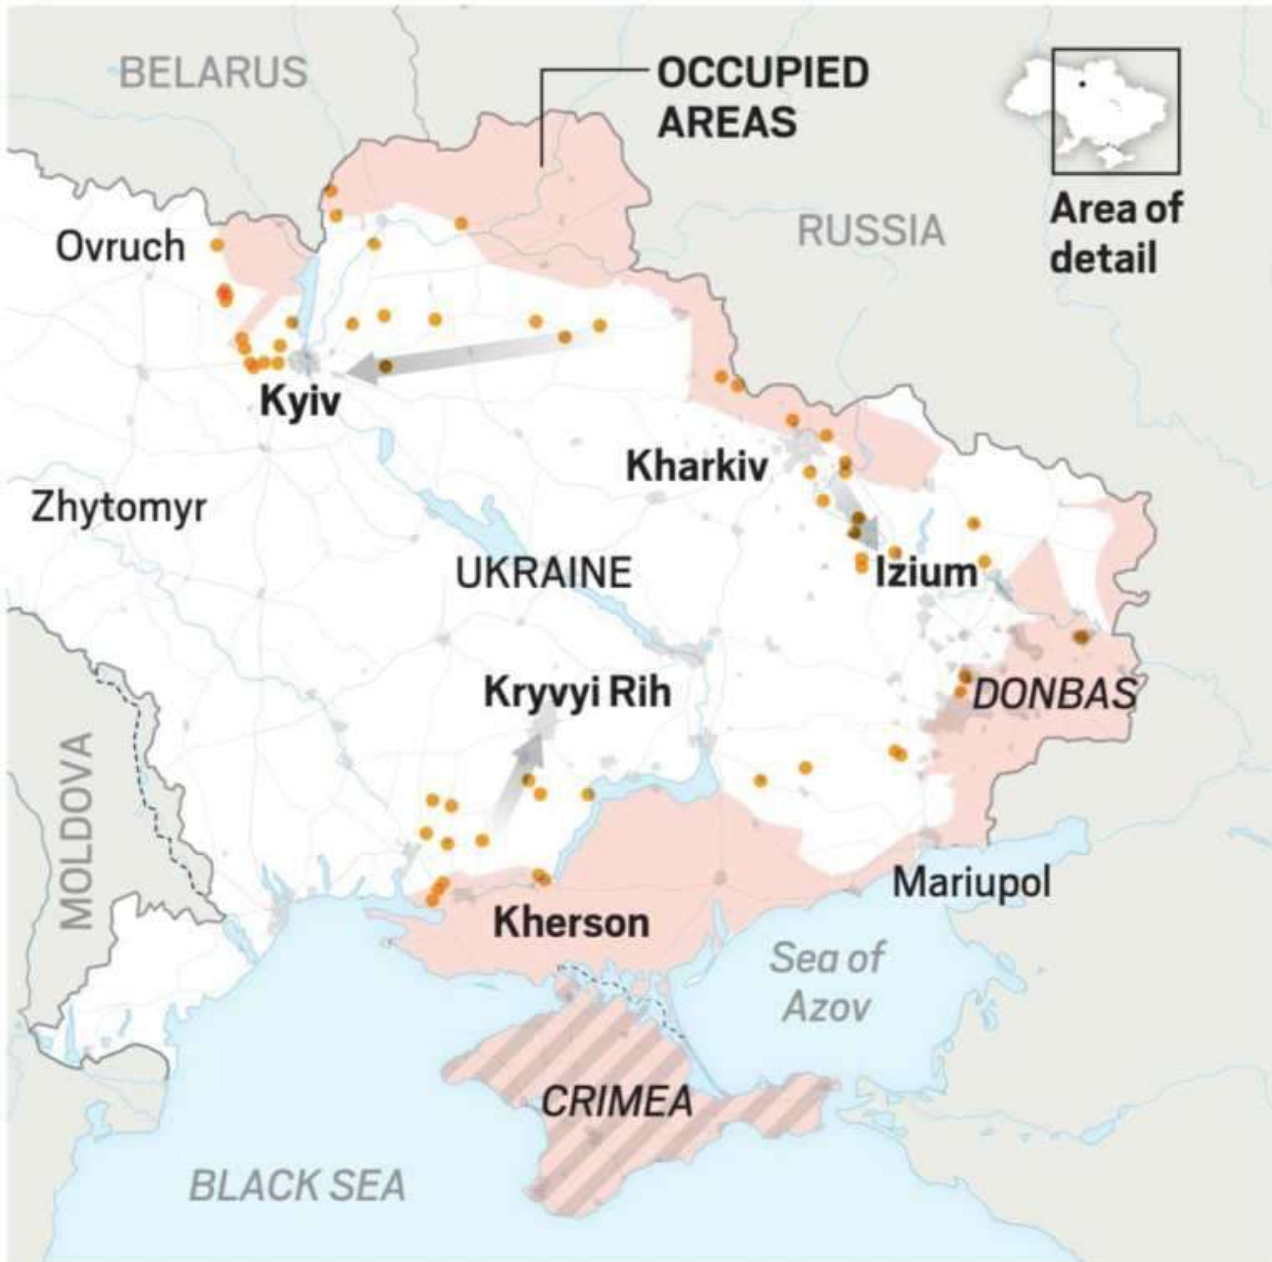 BELARUS
OCCUPIED
AREAS
Area of
detail
RUSSIA
Ovruch
Kyiv
Kharkiv
Zhytomyr
UKRAINE
Izium
Kryvyi Rih
DONBAS
MOLDOVA
Mariupol
Kherson
Sea of
Azov
CRIMEA
BLACK SEA